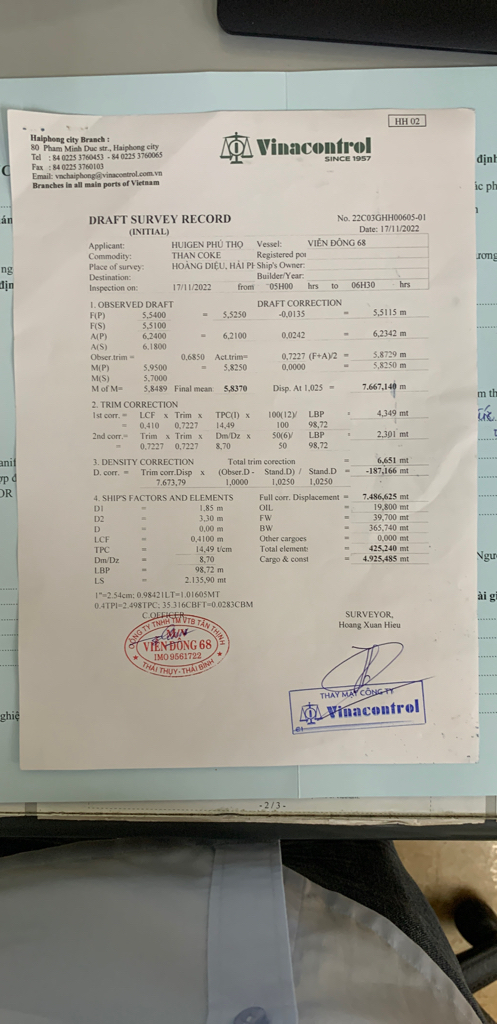 HH 02
Haiphong city Branch :
80 Pham Minh Duc str., Haiphong city
Tel : 84 0225 3760453 - 84 0225 3760065
Fax : 84 0225 3760103
Email: vnchaiphong@vinacontrol.com.vn
Branches in all main ports of Vietnam
Vinacontrol
SINCE 1957
DRAFT SURVEY RECORD No. 22C03GHH00605-01
(INITIAL) Date: 17/11/2022
Applicant: HUIGEN PHÚ THỌ Vessel: VIỄN ĐÔNG 68
Commodity: THAN COKE Registered por
Place of survey: HOÀNG DIỆU, HẢI PH Ship's Owner:
Destination: Builder/Year:
Inspection on: 17/11/2022 from 05H00 hrs to 06H30 hrs
1. OBSERVED DRAFT DRAFT CORRECTION
F(P) 5,5400 = 5,5250 -0,0135 = 5,5115 m
F(S) 5,5100
A(P) 6,2400 = 6,2100 0,0242 = 6,2342 m
A(S) 6,1800
Obser.trim = 0,6850 Act.trim= 0,7227 (F+A)/2 = 5,8729 m
M(P) 5,9500 = 5,8250 0,0000 = 5,8250 m
M(S) 5,7000
M of M= 5,8489 Final mean 5,8370 Disp. At 1,025 = 7.667,140 m
2. TRIM CORRECTION
1st corr. = LCF x Trim x TPC(I) x 100(12)/ LBP = 4,349 mt
= 0,410 0,7227 14,49 100 98,72
2nd corr.= Trim x Trim x Dm/Dz x 50(6)/ LBP = 2,301 mt
= 0,7227 0,7227 8,70 50 98,72
3. DENSITY CORRECTION Total trim corection = 6,651 mt
D. corr. = Trim corr.Disp x (Obser.D - Stand.D) / Stand.D = -187,166 mt
7.673,79 1,0000 1,0250 1,0250
4. SHIP'S FACTORS AND ELEMENTS Full corr. Displacement = 7.486,625 mt
D1 = 1,85 m OIL = 19,800 mt
D2 = 3,30 m FW = 39,700 mt
D = 0,00 m BW = 365,740 mt
LCF = 0,4100 m Other cargoes = 0,000 mt
TPC = 14,49 t/cm Total element: = 425,240 mt
Dm/Dz = 8,70 Cargo & const = 4.925,485 mt
LBP = 98,72 m
LS = 2.135,90 mt
1"=2.54cm; 0.98421LT=1.01605MT
0.4TPI=2.498TPC; 35.316CBFT=0.0283CBM
C.OFFICER SURVEYOR,
Hoang Xuan Hieu
CÔNG TY TNHH TM VTB TÂN THỊNH
VIỄN ĐÔNG 68
IMO 9561722
THÁI THỤY - THÁI BÌNH
THAY MẶT CÔNG TY
Vinacontrol
- 2 / 3 -